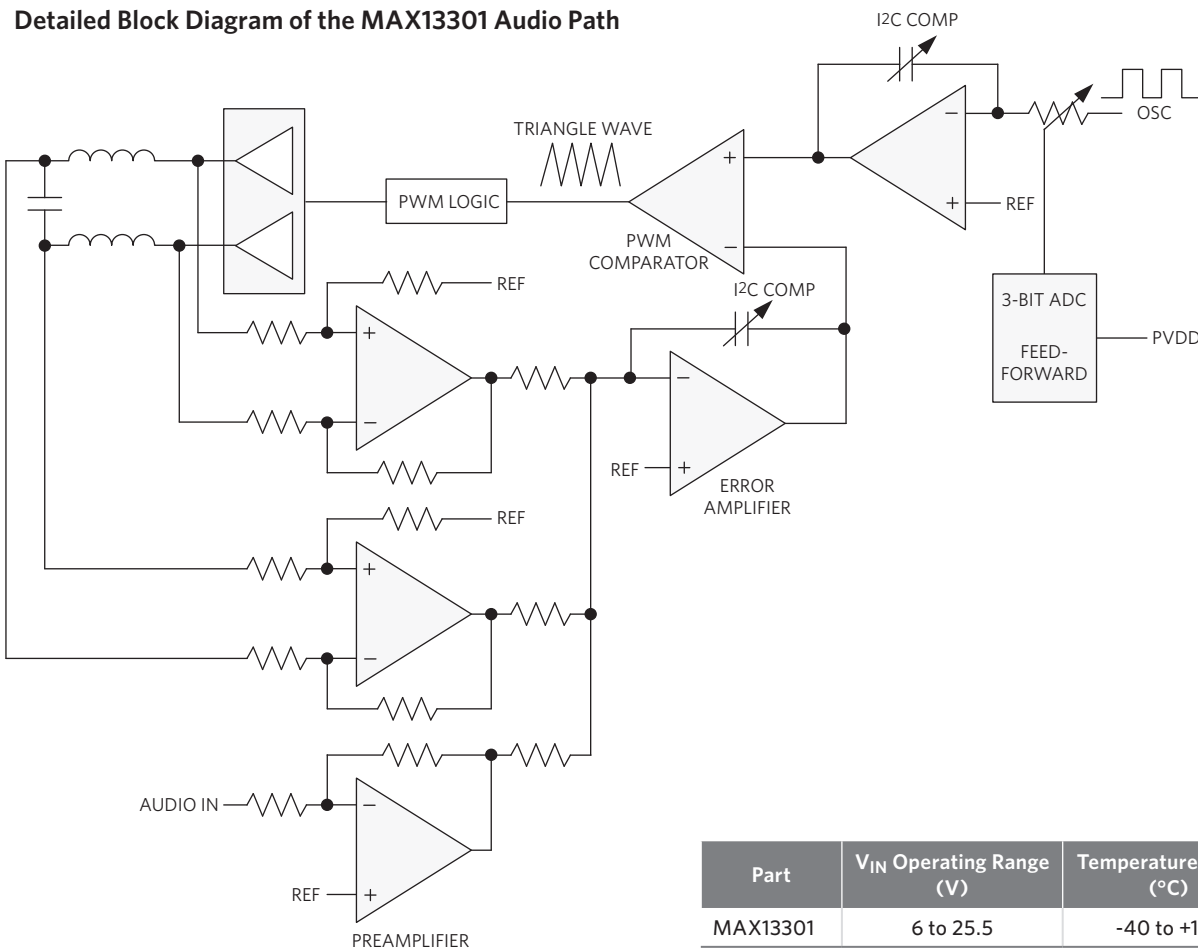 Detailed Block Diagram of the MAX13301 Audio Path
I2C COMP
OSC
TRIANGLE WAVE
+
−
PWM LOGIC
+
REF
PWM
COMPARATOR
−
REF
I2C COMP
3-BIT ADC
FEED-
FORWARD
PVDD
+
−
−
REF
+
ERROR
AMPLIFIER
REF
+
−
AUDIO IN
−
REF
+
PREAMPLIFIER
Part
VIN Operating Range
(V)
Temperature
(°C)
MAX13301
6 to 25.5
-40 to +1